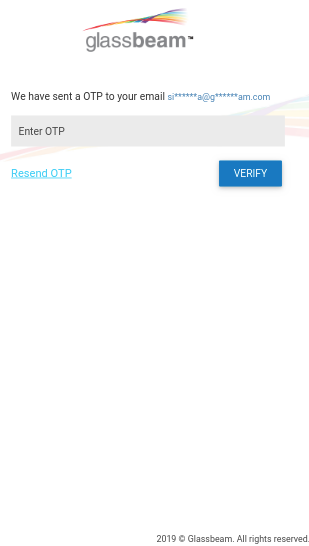 glassbeam™
We have sent a OTP to your email si******a@g******am.com
Enter OTP
Resend OTP
VERIFY
2019 © Glassbeam. All rights reserved.